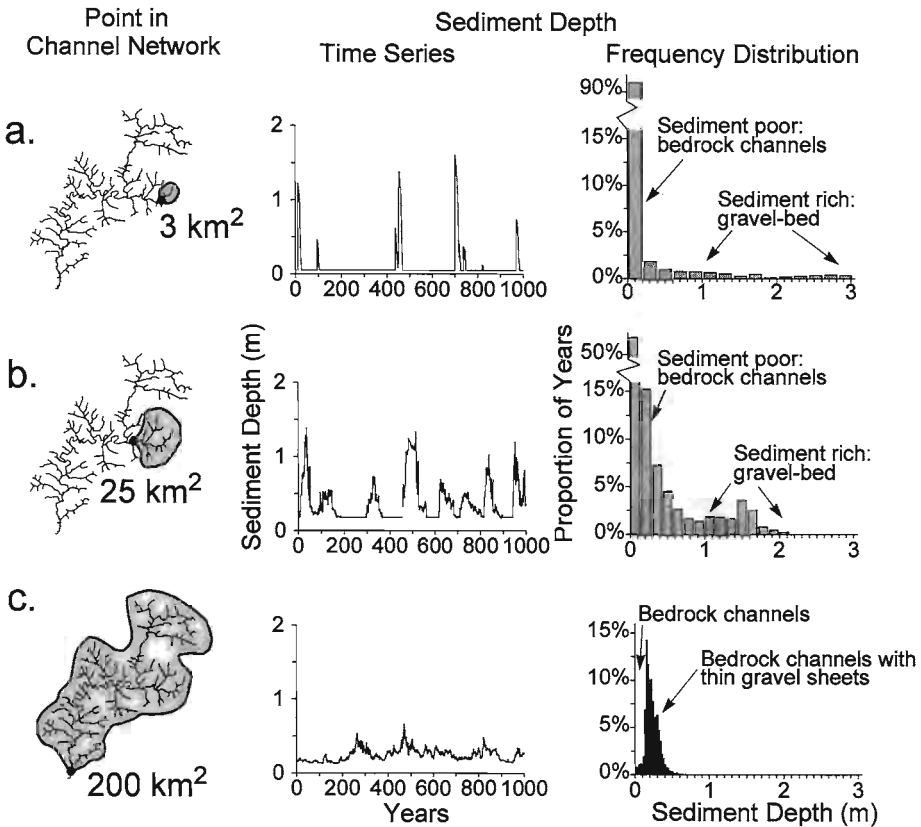 Point in
Channel Network
Sediment Depth
Time Series
Frequency Distribution
a.
3 km2
2
1
0
0 200 400 600 800 1000
90%
15%
10%
5%
0%
0 1 2 3
Sediment poor:
bedrock channels
Sediment rich:
gravel-bed
b.
25 km2
Sediment Depth (m)
2
1
0
0 200 400 600 800 1000
Proportion of Years
50%
15%
10%
5%
0%
0 1 2 3
Sediment poor:
bedrock channels
Sediment rich:
gravel-bed
c.
200 km2
2
1
0
0 200 400 600 800 1000
Years
15%
10%
5%
0%
0 1 2 3
Bedrock channels
Bedrock channels with
thin gravel sheets
Sediment Depth (m)